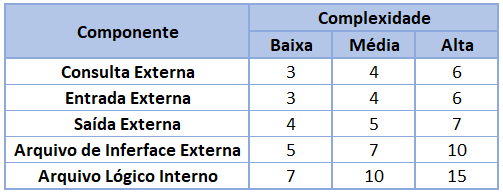 Componente Complexidade
Baixa Média Alta
Consulta Externa 3 4 6
Entrada Externa 3 4 6
Saída Externa 4 5 7
Arquivo de Inferface Externa 5 7 10
Arquivo Lógico Interno 7 10 15